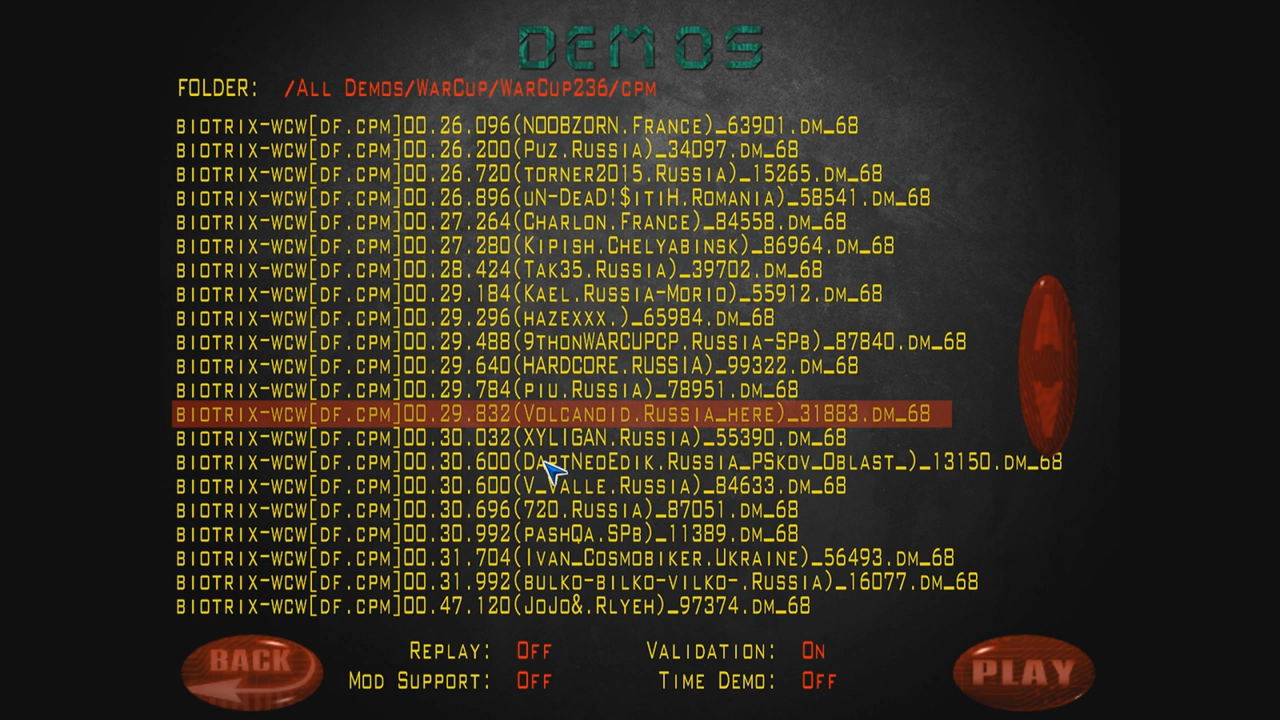 DEMOS
FOLDER: /All Demos/WarCup/WarCup236/cpm
BIOTRIX-WCW[DF.CPM]00.26.096(N00BZ0RN.France)_63901.dm_68
BIOTRIX-WCW[DF.CPM]00.26.200(Puz.Russia)_34097.dm_68
BIOTRIX-WCW[DF.CPM]00.26.720(torner2015.Russia)_15265.dm_68
BIOTRIX-WCW[DF.CPM]00.26.896(uN-DeaD!$itiH.Romania)_58541.dm_68
BIOTRIX-WCW[DF.CPM]00.27.264(Charlon.France)_84558.dm_68
BIOTRIX-WCW[DF.CPM]00.27.280(Kipish.Chelyabinsk)_86964.dm_68
BIOTRIX-WCW[DF.CPM]00.28.424(Tak35.Russia)_39702.dm_68
BIOTRIX-WCW[DF.CPM]00.29.184(Kael.Russia-Morio)_55912.dm_68
BIOTRIX-WCW[DF.CPM]00.29.296(hazexxx.)_65984.dm_68
BIOTRIX-WCW[DF.CPM]00.29.488(9thonWARCUPCP.Russia-SPb)_87840.dm_68
BIOTRIX-WCW[DF.CPM]00.29.640(HARDCORE.RUSSIA)_99322.dm_68
BIOTRIX-WCW[DF.CPM]00.29.784(piu.Russia)_78951.dm_68
BIOTRIX-WCW[DF.CPM]00.29.832(Volcanoid.Russia_here)_31883.dm_68
BIOTRIX-WCW[DF.CPM]00.30.032(XYLIGAN.Russia)_55390.dm_68
BIOTRIX-WCW[DF.CPM]00.30.600(DartNeoEdik.Russia_PSkov_Oblast_)_13150.dm_68
BIOTRIX-WCW[DF.CPM]00.30.600(V_Valle.Russia)_84633.dm_68
BIOTRIX-WCW[DF.CPM]00.30.696(720.Russia)_87051.dm_68
BIOTRIX-WCW[DF.CPM]00.30.992(pashQa.SPb)_11389.dm_68
BIOTRIX-WCW[DF.CPM]00.31.704(Ivan_Cosmobiker.Ukraine)_56493.dm_68
BIOTRIX-WCW[DF.CPM]00.31.992(bulko-bilko-vilko-.Russia)_16077.dm_68
BIOTRIX-WCW[DF.CPM]00.47.120(JoJo&.Rlyeh)_97374.dm_68
Replay: Off Validation: On
Mod Support: Off Time Demo: Off
BACK
PLAY